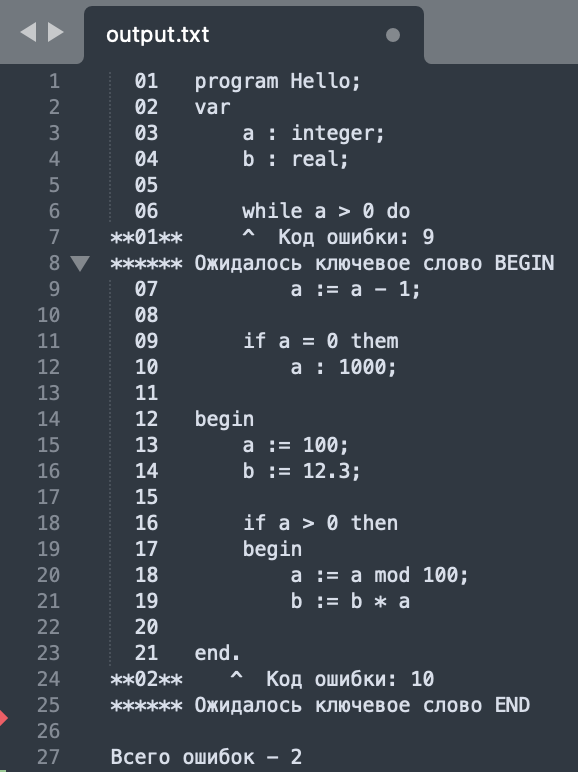 output.txt
1 01 program Hello;
2 02 var
3 03 a : integer;
4 04 b : real;
5 05
6 06 while a > 0 do
7 **01** ^ Код ошибки: 9
8 ****** Ожидалось ключевое слово BEGIN
9 07 a := a - 1;
10 08
11 09 if a = 0 them
12 10 a : 1000;
13 11
14 12 begin
15 13 a := 100;
16 14 b := 12.3;
17 15
18 16 if a > 0 then
19 17 begin
20 18 a := a mod 100;
21 19 b := b * a
22 20
23 21 end.
24 **02** ^ Код ошибки: 10
25 ****** Ожидалось ключевое слово END
26
27 Всего ошибок – 2